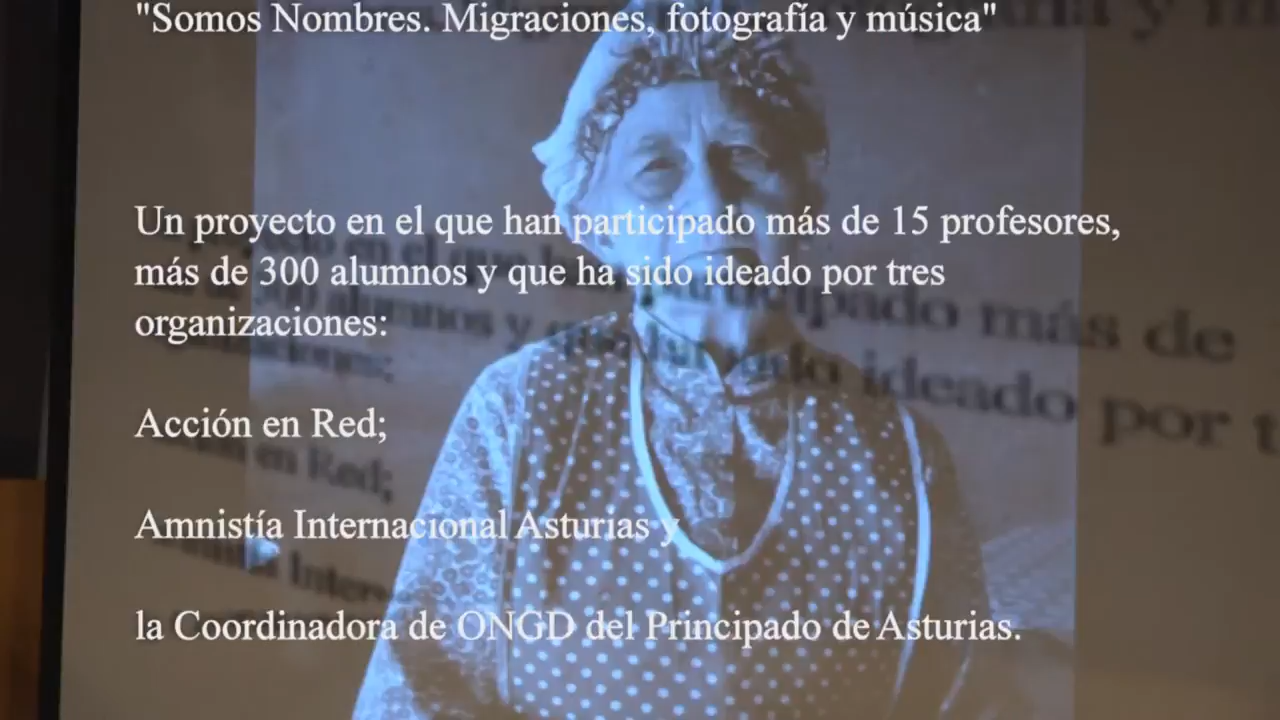 "Somos Nombres. Migraciones, fotografía y música"
Un proyecto en el que han participado más de 15 profesores,
más de 300 alumnos y que ha sido ideado por tres
organizaciones:
Acción en Red;
Amnistía Internacional Asturias y
la Coordinadora de ONGD del Principado de Asturias.